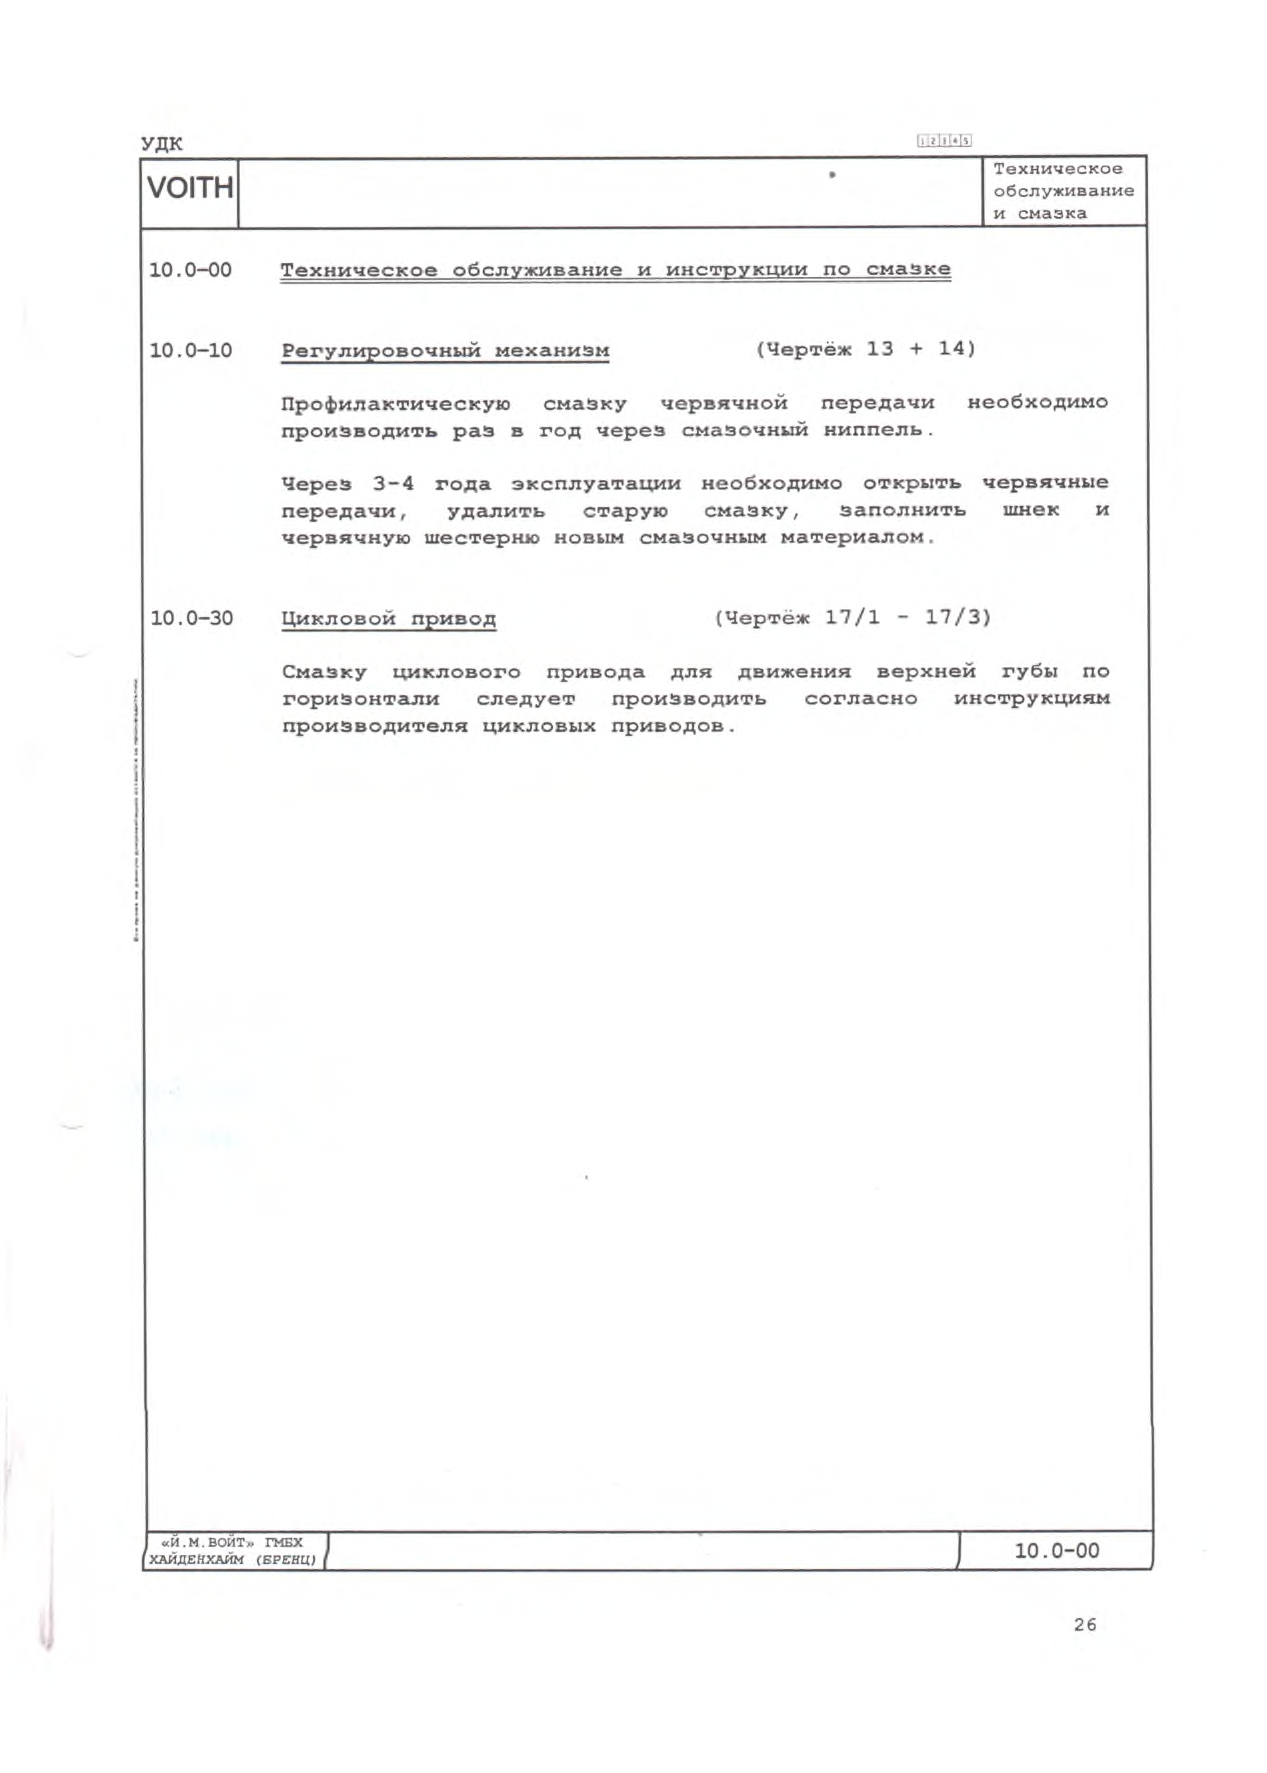 УДК
1 2 3 4 5
VOITH
Техническое
обслуживание
и смазка
10.0-00 Техническое обслуживание и инструкции по смазке
10.0-10 Регулировочный механизм (Чертёж 13 + 14)
Профилактическую смазку червячной передачи необходимо
производить раз в год через смазочный ниппель.
Через 3-4 года эксплуатации необходимо открыть червячные
передачи, удалить старую смазку, заполнить шнек и
червячную шестерню новым смазочным материалом.
10.0-30 Цикловой привод (Чертёж 17/1 - 17/3)
Смазку циклового привода для движения верхней губы по
горизонтали следует производить согласно инструкциям
производителя цикловых приводов.
«Й.М.ВОЙТ» ГМБХ
ХАЙДЕНХАЙМ (БРЕНЦ)
10.0-00
26